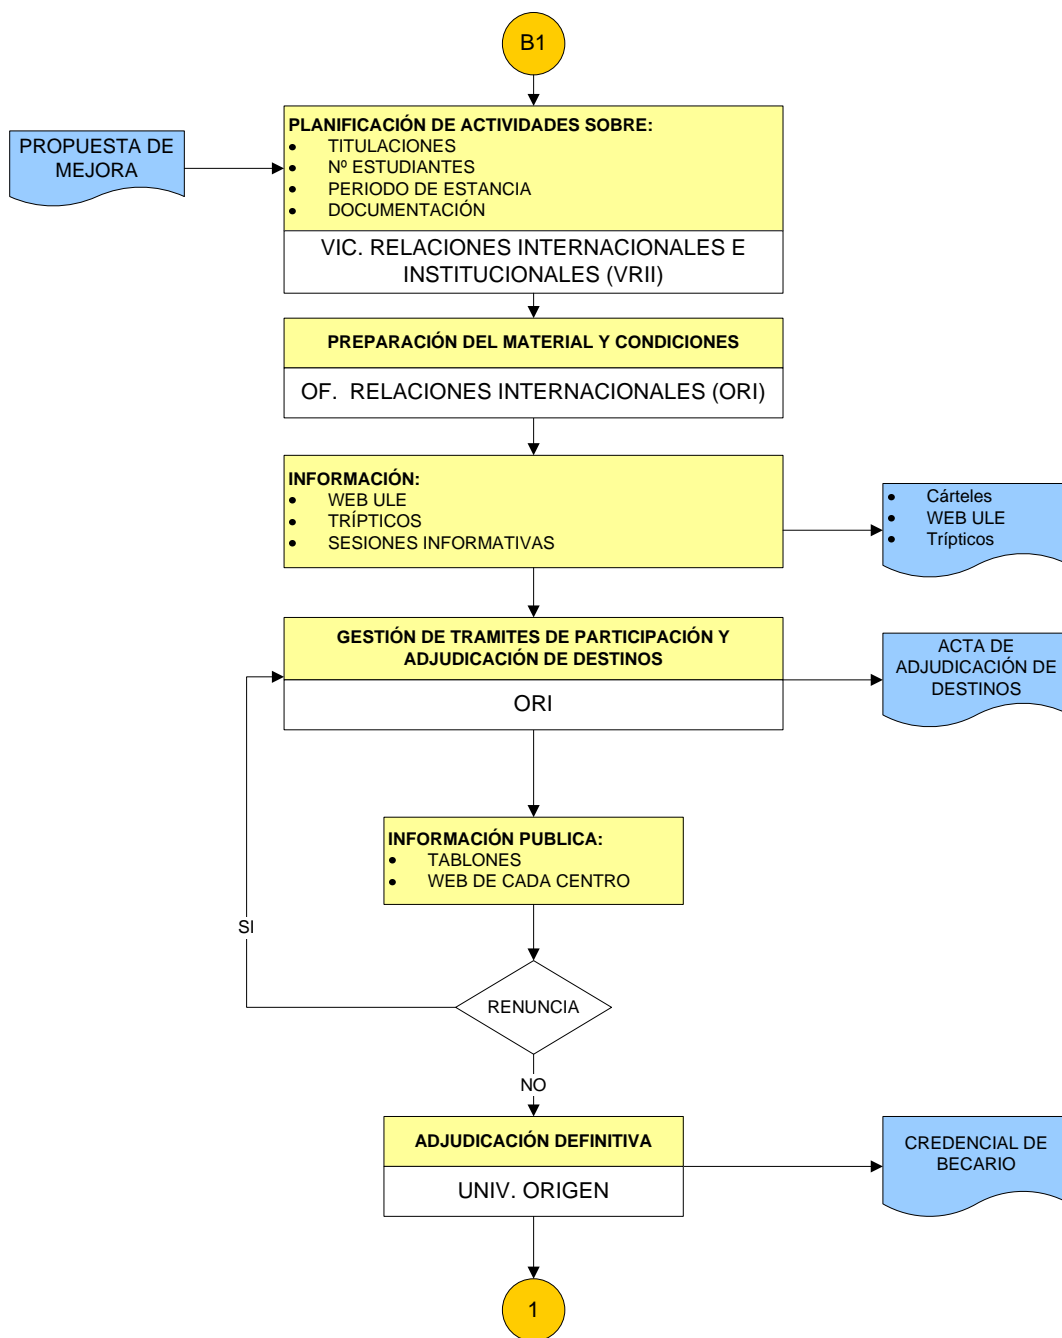 B1
PROPUESTA DE
MEJORA
PLANIFICACIÓN DE ACTIVIDADES SOBRE:
• TITULACIONES
• Nº ESTUDIANTES
• PERIODO DE ESTANCIA
• DOCUMENTACIÓN
VIC. RELACIONES INTERNACIONALES E
INSTITUCIONALES (VRII)
PREPARACIÓN DEL MATERIAL Y CONDICIONES
OF. RELACIONES INTERNACIONALES (ORI)
INFORMACIÓN:
• WEB ULE
• TRÍPTICOS
• SESIONES INFORMATIVAS
• Cárteles
• WEB ULE
• Trípticos
GESTIÓN DE TRAMITES DE PARTICIPACIÓN Y
ADJUDICACIÓN DE DESTINOS
ORI
ACTA DE
ADJUDICACIÓN DE
DESTINOS
INFORMACIÓN PUBLICA:
• TABLONES
• WEB DE CADA CENTRO
SI
RENUNCIA
NO
ADJUDICACIÓN DEFINITIVA
UNIV. ORIGEN
CREDENCIAL DE
BECARIO
1